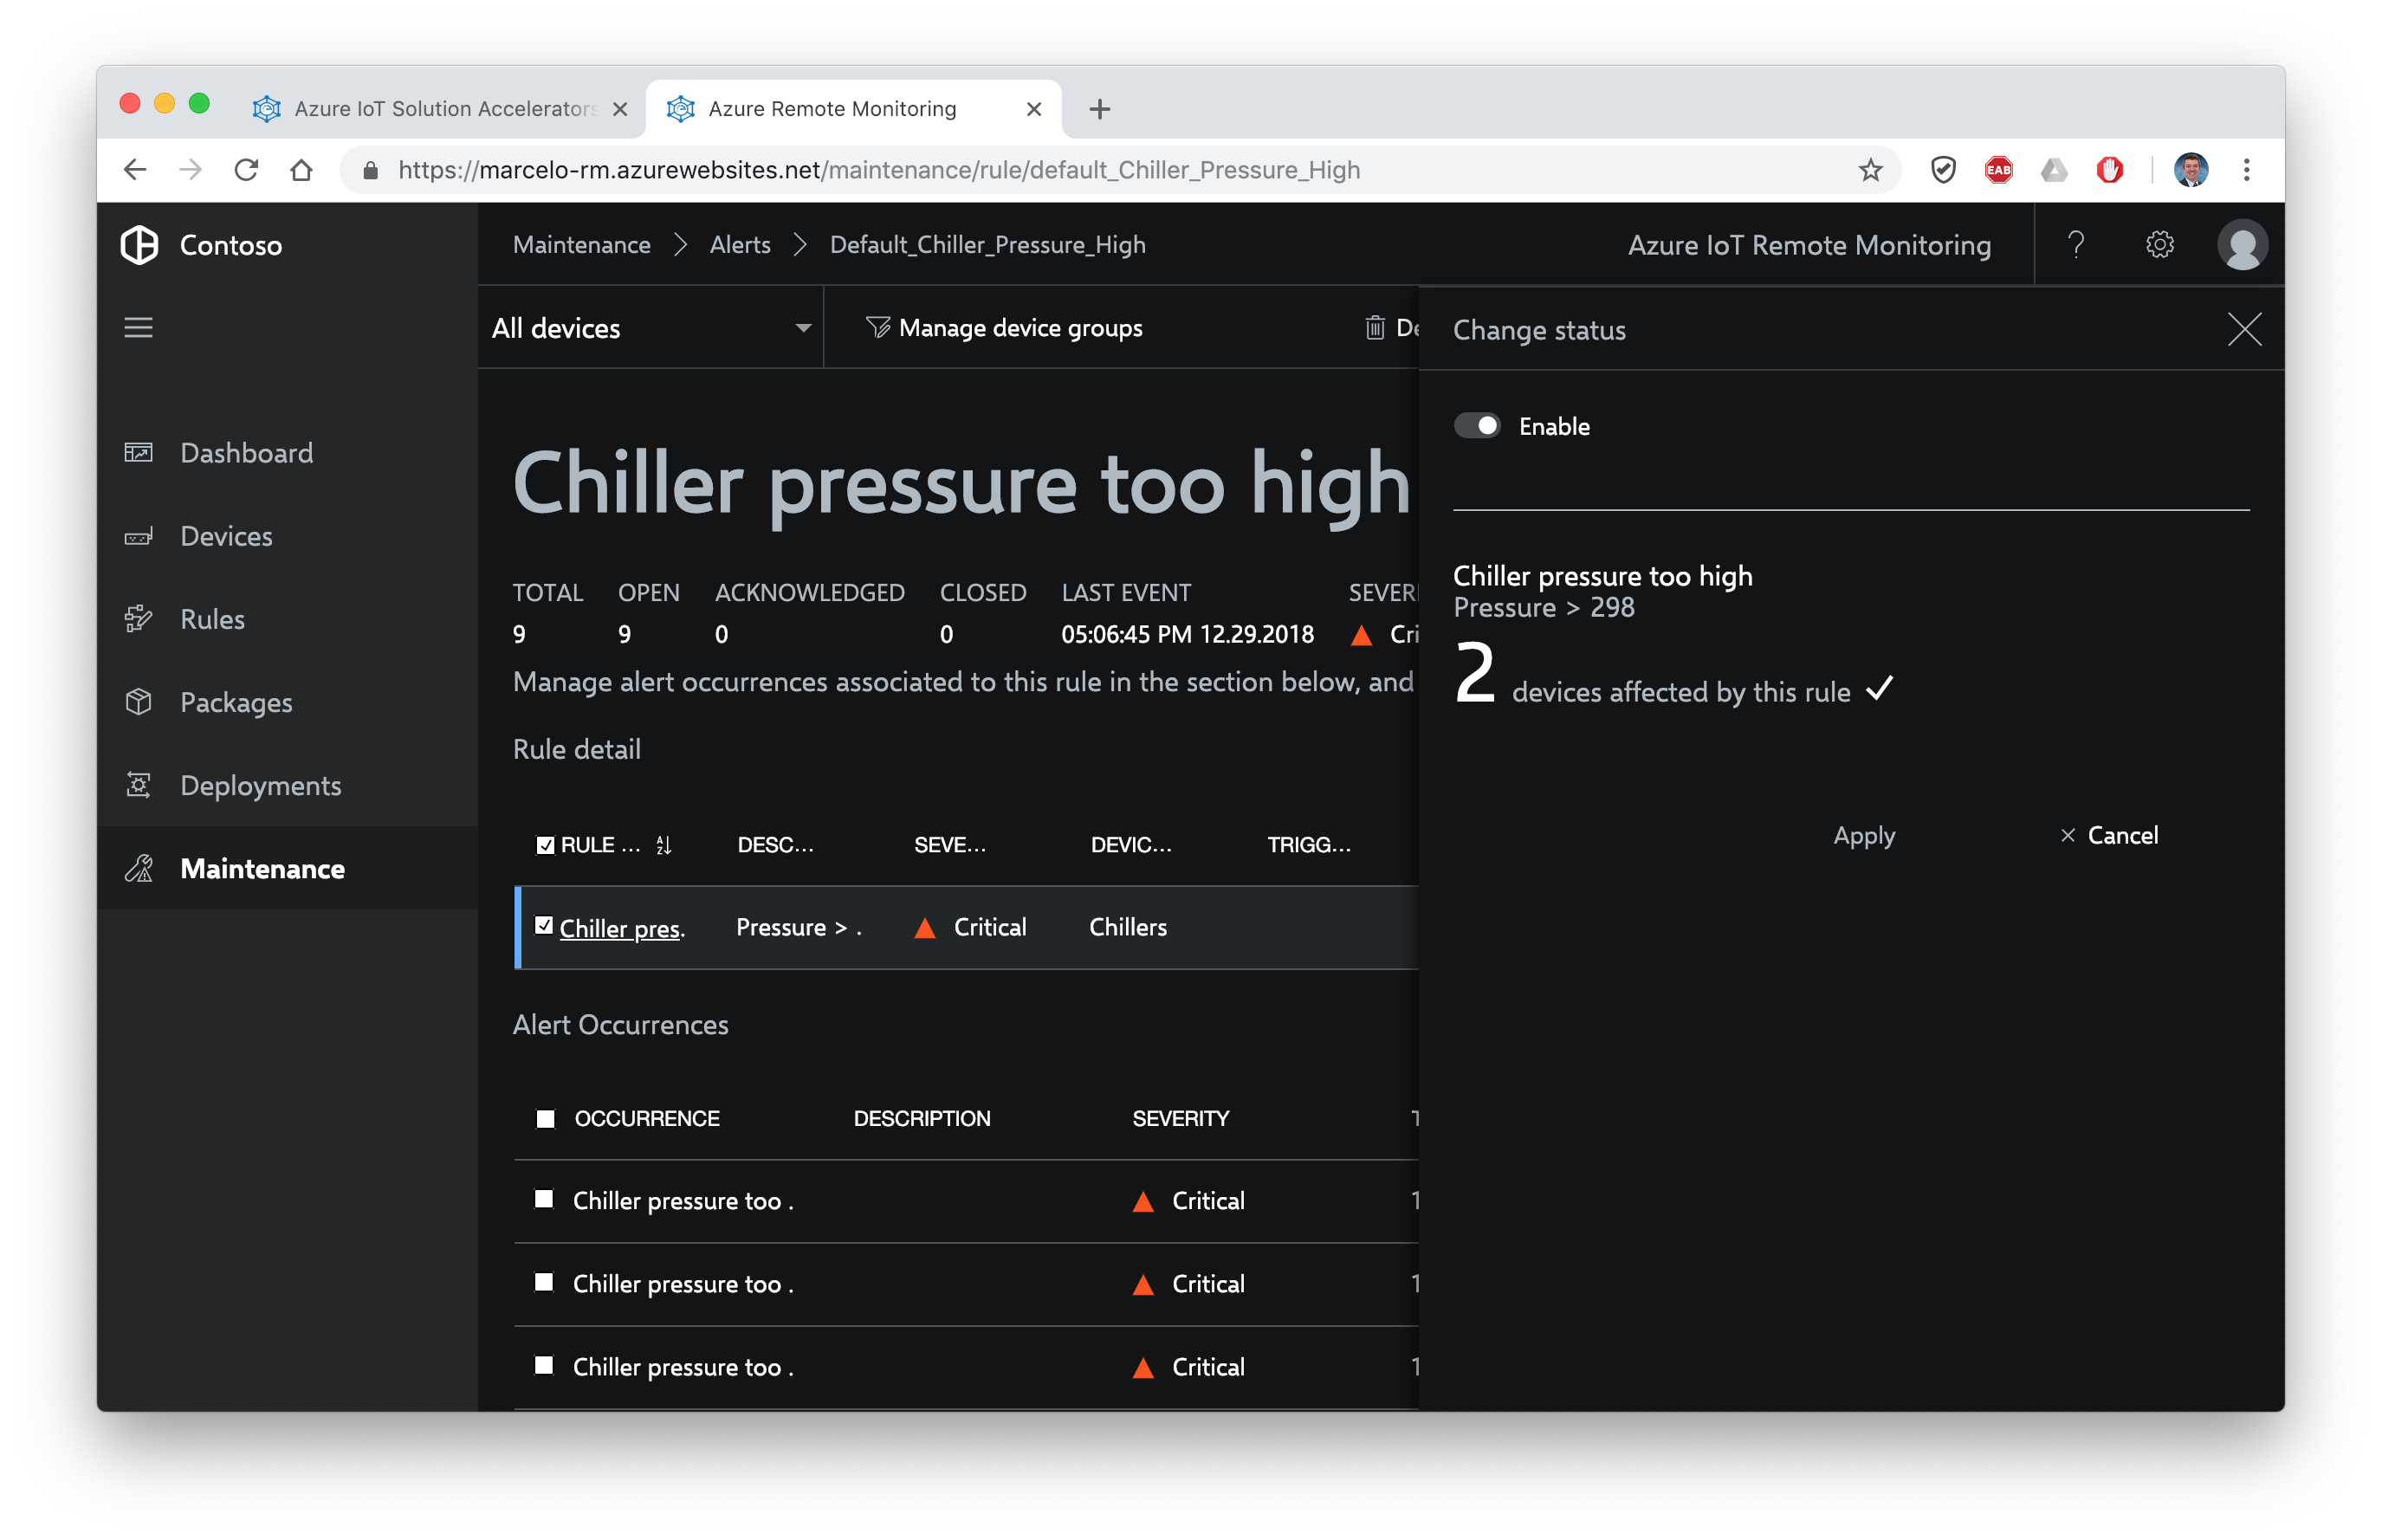 Azure IoT Solution Accelerators
Azure Remote Monitoring
https://marcelo-rm.azurewebsites.net/maintenance/rule/default_Chiller_Pressure_High
EAB
Contoso
Maintenance > Alerts > Default_Chiller_Pressure_High
Azure IoT Remote Monitoring
?
All devices
Manage device groups
De
Dashboard
Devices
Rules
Packages
Deployments
Maintenance
Chiller pressure too high
TOTAL OPEN ACKNOWLEDGED CLOSED LAST EVENT SEVERI
9 9 0 0 05:06:45 PM 12.29.2018 Cri
Manage alert occurrences associated to this rule in the section below, and
Rule detail
RULE ... DESC... SEVE... DEVIC... TRIGG...
Chiller pres. Pressure > . Critical Chillers
Alert Occurrences
OCCURRENCE DESCRIPTION SEVERITY T
Chiller pressure too . Critical 1
Chiller pressure too . Critical 1
Chiller pressure too . Critical 1
Change status
Enable
Chiller pressure too high
Pressure > 298
2 devices affected by this rule
Apply
Cancel